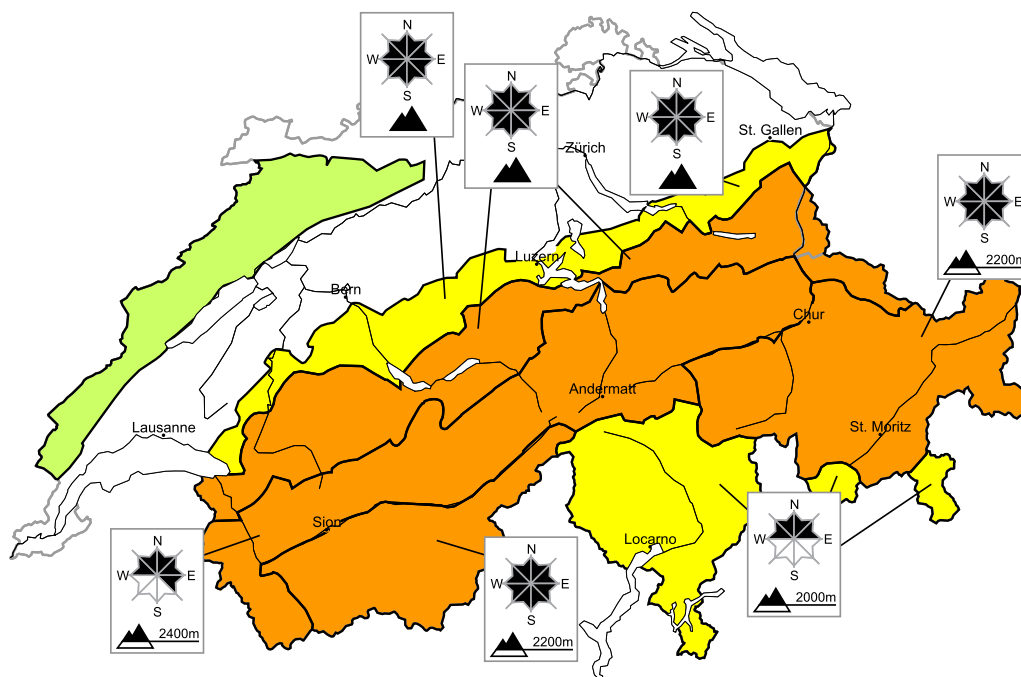 N
W E
S
N
W E
S
N
W E
S
St. Gallen
Zürich
N
W E
S
2200m
Luzern
Bern
Chur
Andermatt
Lausanne
St. Moritz
Sion
Locarno
N
W E
S
2400m
N
W E
S
2200m
N
W E
S
2000m